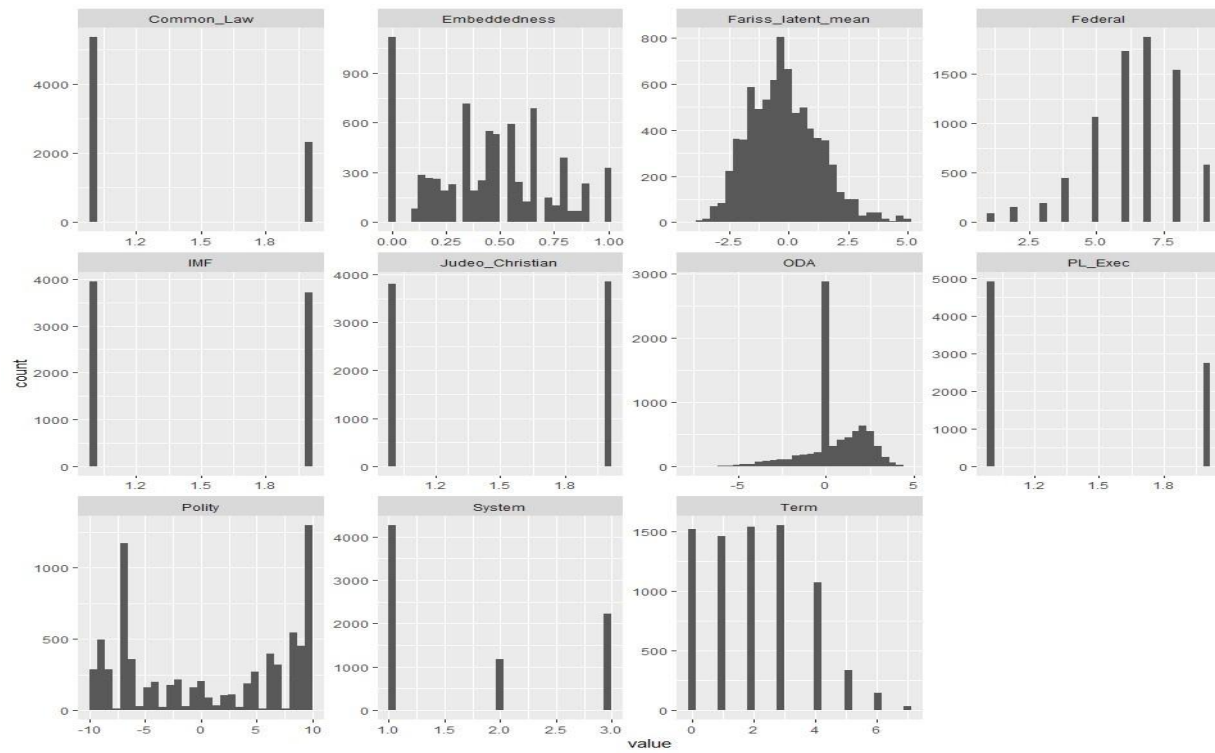 Common_Law Embeddedness Fariss_latent_mean Federal
4000 2000 0
1.2 1.5 1.8
900 600 300 0
0.00 0.25 0.50 0.75 1.00
800 600 400 200 0
-2.5 0.0 2.5 5.0
1500 1000 500 0
2.5 5.0 7.5
IMF Judeo_Christian ODA PL_Exec
4000 3000 2000 1000 0
1.2 1.5 1.8
4000 3000 2000 1000 0
1.2 1.5 1.8
3000 2000 1000 0
-5 0 5
5000 4000 3000 2000 1000 0
1.2 1.5 1.8
count
Polity System Term
1000 500 0
-10 -5 0 5 10
4000 3000 2000 1000 0
1.0 1.5 2.0 2.5 3.0
1500 1000 500 0
0 2 4 6
value